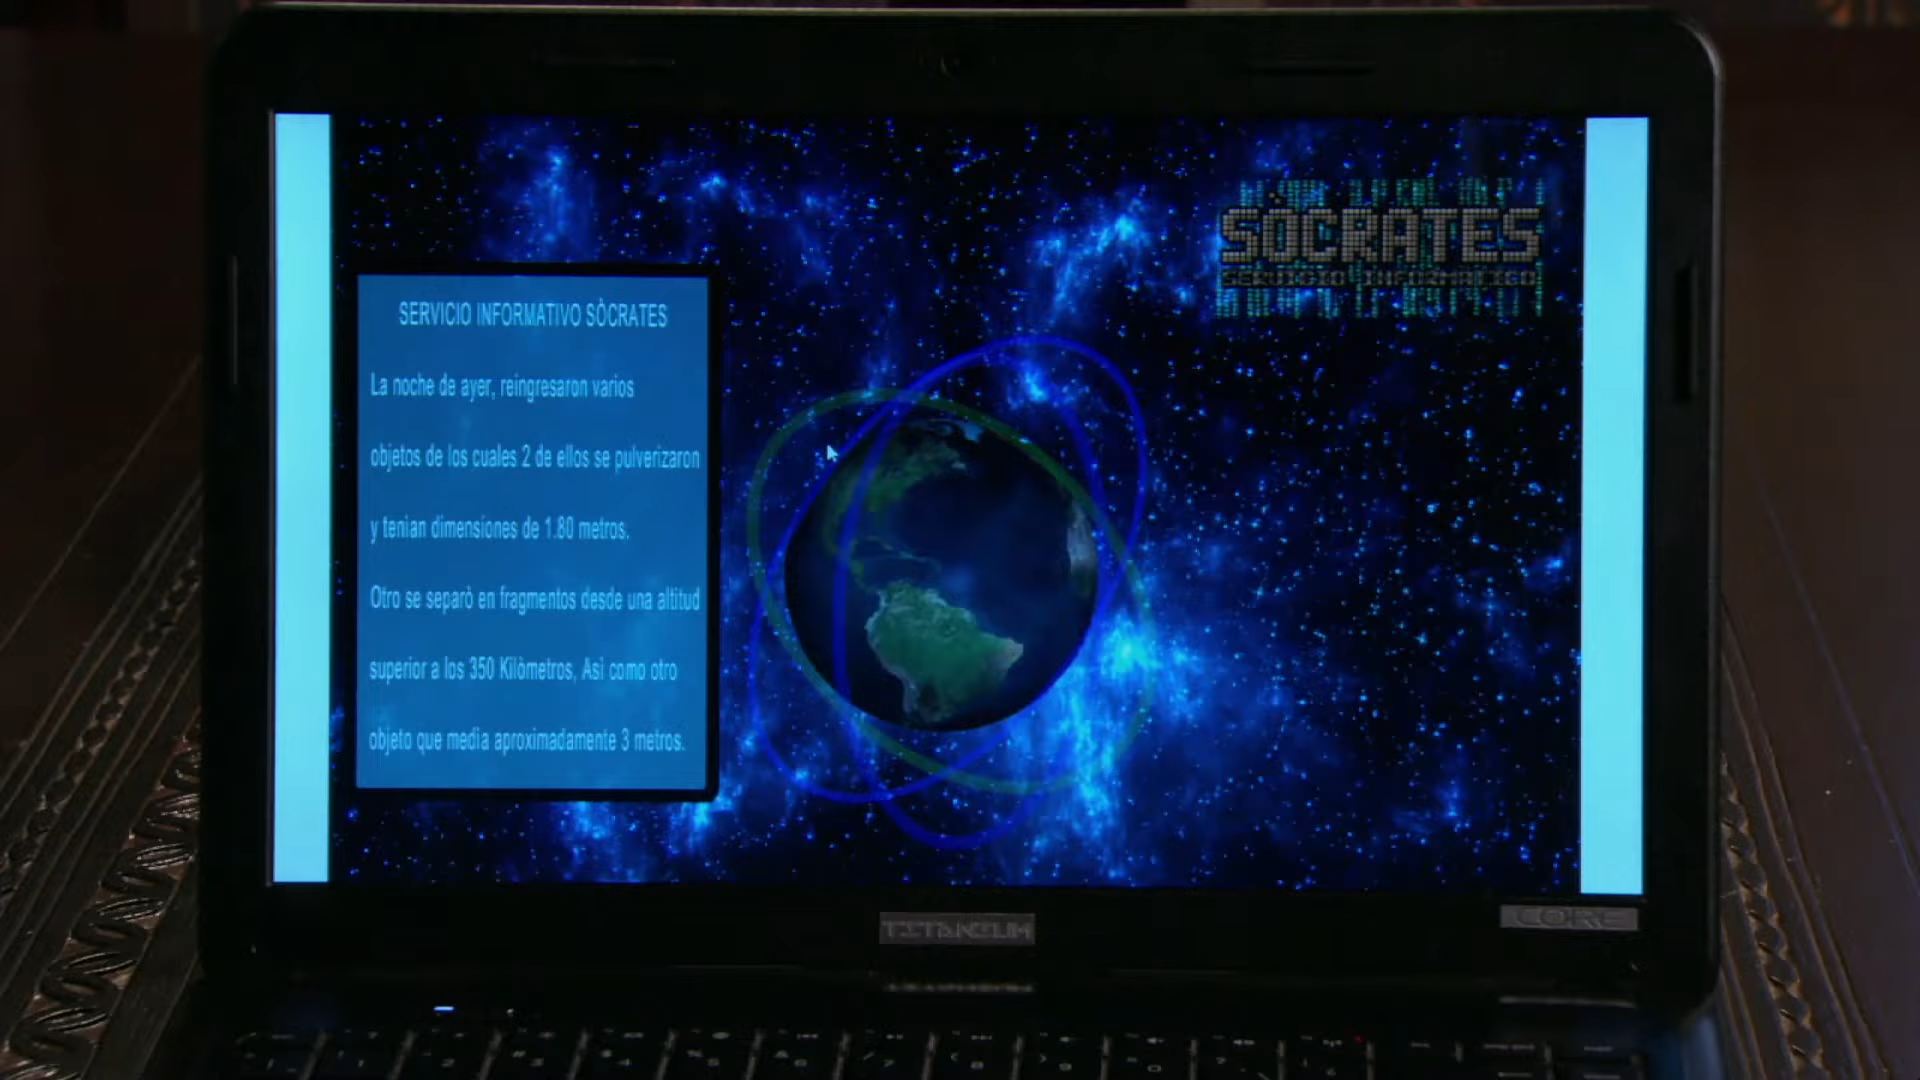 SÒCRATES
SERVICIO INFORMATICO
SERVICIO INFORMATIVO SÒCRATES
La noche de ayer, reingresaron varios
objetos de los cuales 2 de ellos se pulverizaron
y tenian dimensiones de 1.80 metros.
Otro se separò en fragmentos desde una altitud
superior a los 350 Kilòmetros, Asi como otro
objeto que media aproximadamente 3 metros.
TITANIUM
CORE